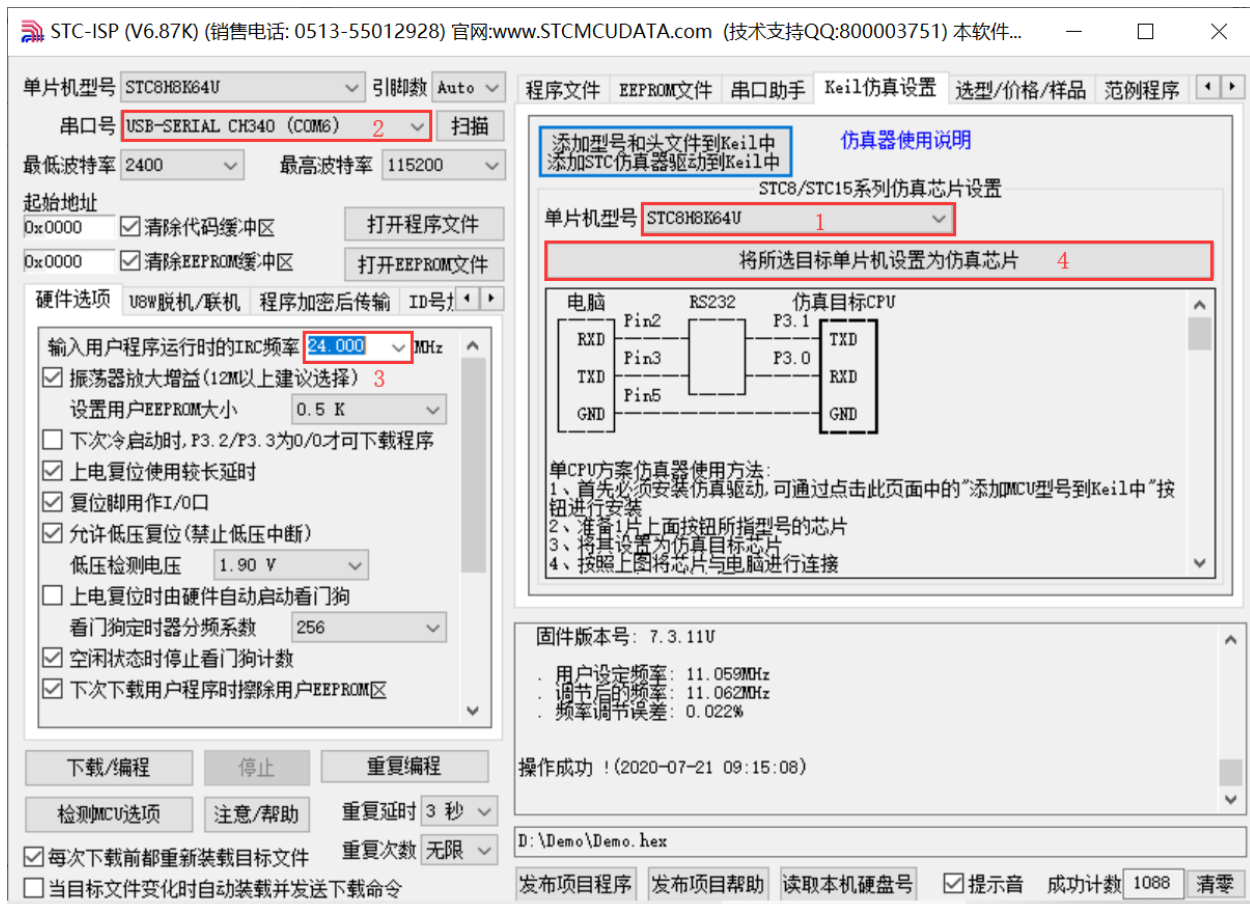 STC-ISP (V6.87K) (销售电话: 0513-55012928) 官网:www.STCMCUDATA.com (技术支持QQ:800003751) 本软件...
单片机型号 STC8H8K64U 引脚数 Auto
串口号 USB-SERIAL CH340 (COM6) 2 扫描
最低波特率 2400 最高波特率 115200
起始地址
0x0000 清除代码缓冲区 打开程序文件
0x0000 清除EEPROM缓冲区 打开EEPROM文件
硬件选项 U8W脱机/联机 程序加密后传输 ID号
输入用户程序运行时的IRC频率 24.000 MHz
振荡器放大增益(12M以上建议选择) 3
设置用户EEPROM大小 0.5 K
下次冷启动时,P3.2/P3.3为0/0才可下载程序
上电复位使用较长延时
复位脚用作I/O口
允许低压复位(禁止低压中断)
低压检测电压 1.90 V
上电复位时由硬件自动启动看门狗
看门狗定时器分频系数 256
空闲状态时停止看门狗计数
下次下载用户程序时擦除用户EEPROM区
下载/编程 停止 重复编程
检测MCU选项 注意/帮助 重复延时 3 秒
每次下载前都重新装载目标文件 重复次数 无限
当目标文件变化时自动装载并发送下载命令
程序文件 EEPROM文件 串口助手 Keil仿真设置 选型/价格/样品 范例程序
添加型号和头文件到Keil中
添加STC仿真器驱动到Keil中
仿真器使用说明
STC8/STC15系列仿真芯片设置
单片机型号 STC8H8K64U 1
将所选目标单片机设置为仿真芯片 4
电脑 RS232 仿真目标CPU
Pin2 P3.1
RXD TXD
Pin3 P3.0
TXD RXD
Pin5
GND GND
单CPU方案仿真器使用方法:
1、首先必须安装仿真驱动,可通过点击此页面中的"添加MCU型号到Keil中"按
钮进行安装
2、准备1片上面按钮所指型号的芯片
3、将其设置为仿真目标芯片
4、按照上图将芯片与电脑进行连接
固件版本号: 7.3.11U
. 用户设定频率: 11.059MHz
. 调节后的频率: 11.062MHz
. 频率调节误差: 0.022%
操作成功 !(2020-07-21 09:15:08)
D:\Demo\Demo.hex
发布项目程序 发布项目帮助 读取本机硬盘号 提示音 成功计数 1088 清零